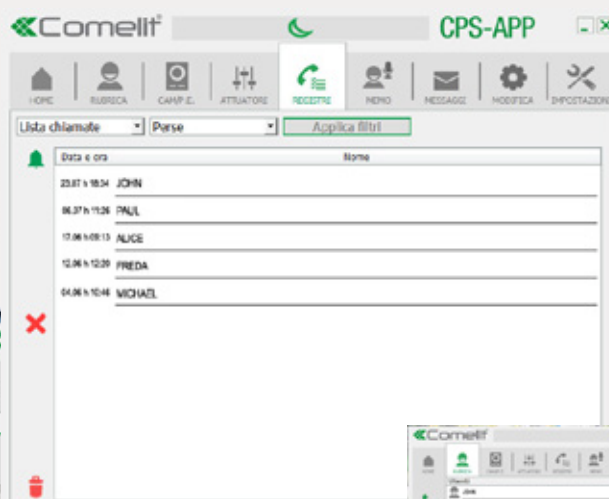 Comelit CPS-APP
HOME RUBRICA CAMP.E. ATTUATORE REGISTRI MEMO MESSAGGI MODIFICA IMPOSTAZIONI
Lista chiamate Perse Applica filtri
Data e ora Nome
23.07 h 18:34 JOHN
06.07 h 11:26 PAUL
17.06 h 09:13 ALICE
12.06 h 12:20 FREDA
04.06 h 10:46 MICHAEL
Comelit